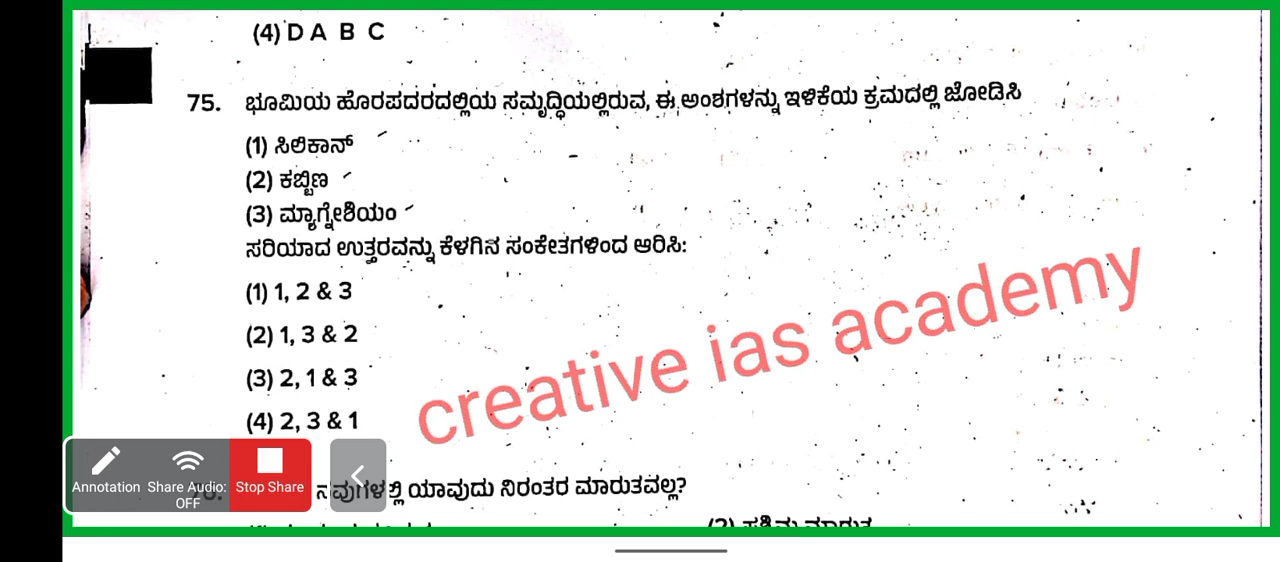 (4) D A B C
75. ಭೂಮಿಯ ಹೊರಪದರದಲ್ಲಿಯ ಸಮೃದ್ಧಿಯಲ್ಲಿರುವ, ಈ ಅಂಶಗಳನ್ನು ಇಳಿಕೆಯ ಕ್ರಮದಲ್ಲಿ ಜೋಡಿಸಿ
(1) ಸಿಲಿಕಾನ್
(2) ಕಬ್ಬಿಣ
(3) ಮ್ಯಾಗ್ನೇಶಿಯಂ
ಸರಿಯಾದ ಉತ್ತರವನ್ನು ಕೆಳಗಿನ ಸಂಕೇತಗಳಿಂದ ಆರಿಸಿ:
(1) 1, 2 & 3
(2) 1, 3 & 2
(3) 2, 1 & 3
(4) 2, 3 & 1
creative ias academy
Annotation Share Audio: OFF Stop Share
ಯಾವುದು ನಿರಂತರ ಮಾರುತವಲ್ಲ?